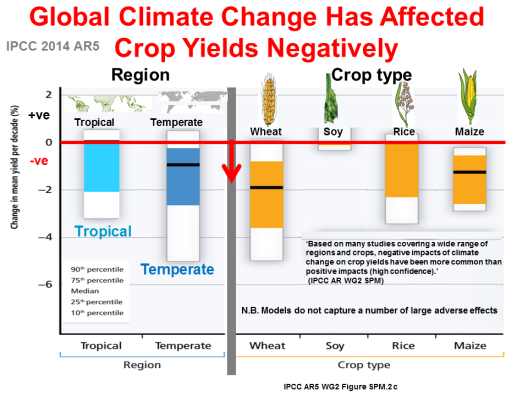 Global Climate Change Has Affected
IPCC 2014 AR5
Crop Yields Negatively
Region
Crop type
Change in mean yield per decade (%)
+ve
-ve
2
0
−2
−4
−6
Tropical
Temperate
Wheat
Soy
Rice
Maize
Tropical
Temperate
90th percentile
75th percentile
Median
25th percentile
10th percentile
'Based on many studies covering a wide range of
regions and crops, negative impacts of climate
change on crop yields have been more common than
positive impacts (high confidence).'
(IPCC AR WG2 SPM)
N.B. Models do not capture a number of large adverse effects
Tropical
Temperate
Wheat
Soy
Rice
Maize
Region
Crop type
IPCC AR5 WG2 Figure SPM.2c